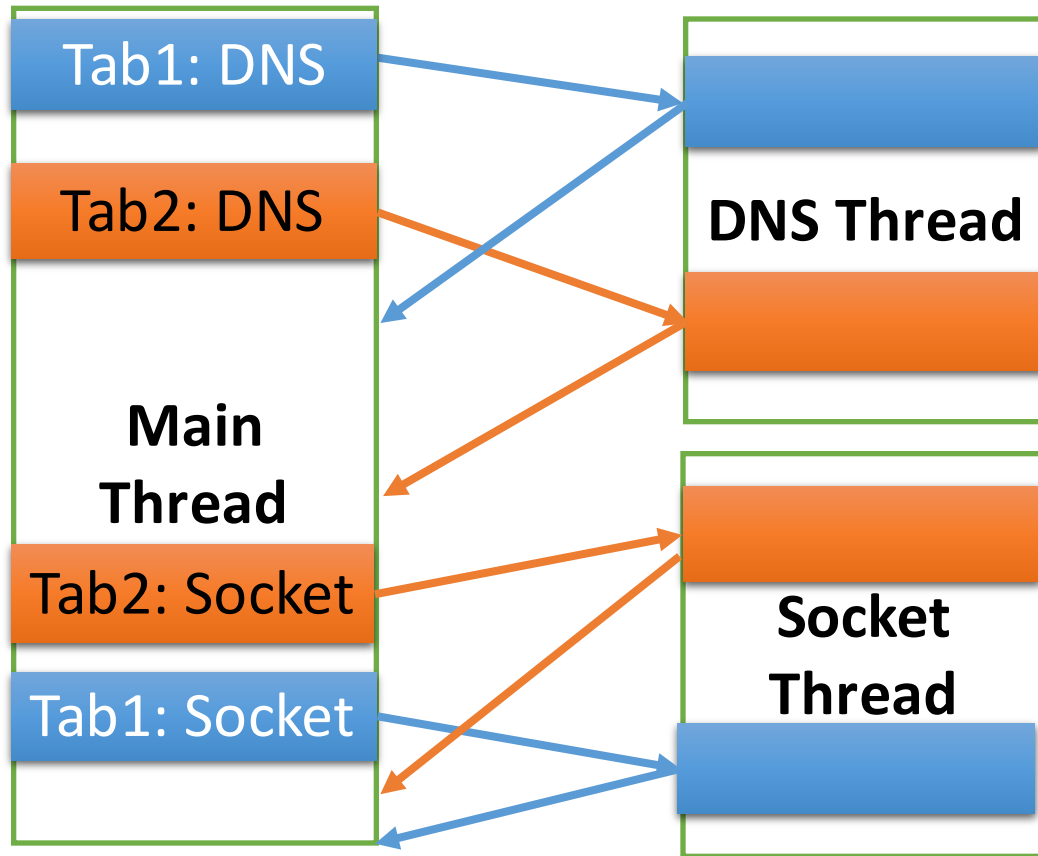 Tab1: DNS
Tab2: DNS
DNS Thread
Main
Thread
Tab2: Socket
Socket
Thread
Tab1: Socket